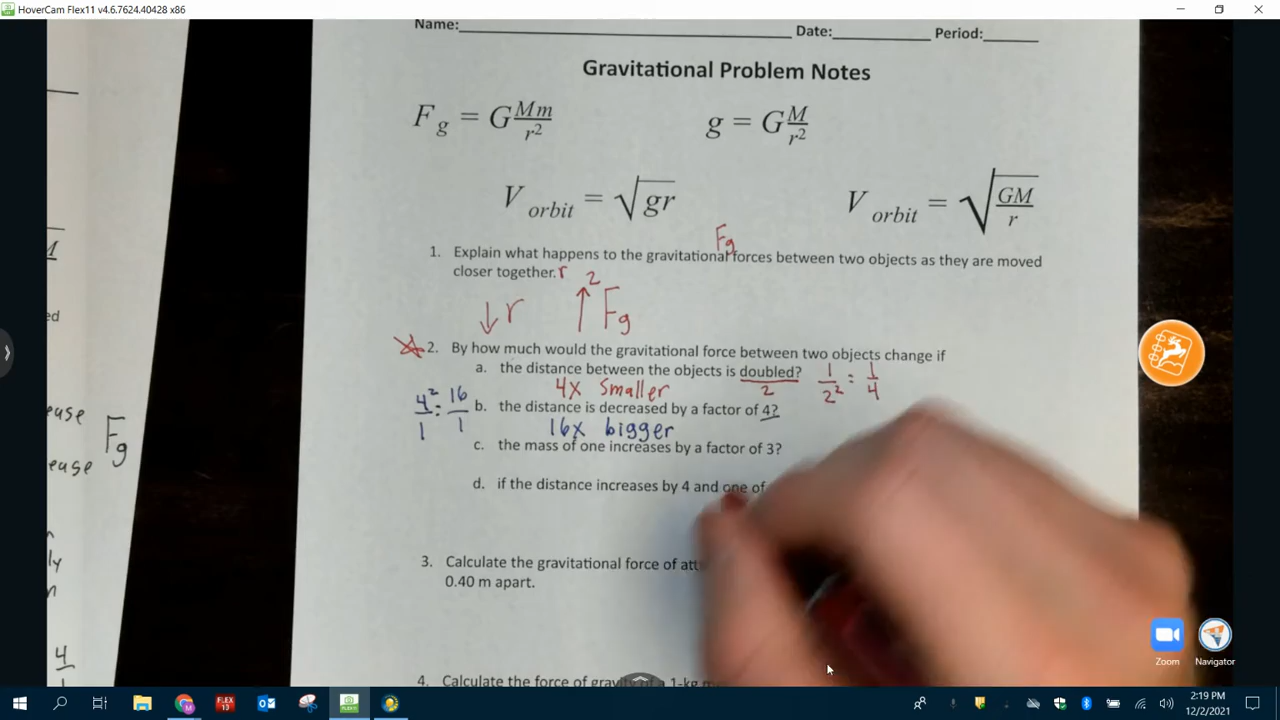 HoverCam Flex11 v4.6.7624.40428 x86
Name: Date: Period:
Gravitational Problem Notes
F g = G Mm/r² g = G M/r²
V orbit = √gr V orbit = √GM/r
Fg
1. Explain what happens to the gravitational forces between two objects as they are moved
closer together. r
↓ r ↑² Fg
2. By how much would the gravitational force between two objects change if
a. the distance between the objects is doubled? 1/2² = 1/4
4x smaller 2
4²/1 = 16/1 b. the distance is decreased by a factor of 4?
16x bigger
c. the mass of one increases by a factor of 3?
d. if the distance increases by 4 and one of
3. Calculate the gravitational force of
0.40 m apart.
4. Calculate the force of gravity
ed
ease
Fg
ease
ly
n
4
Zoom Navigator
2:19 PM
12/2/2021